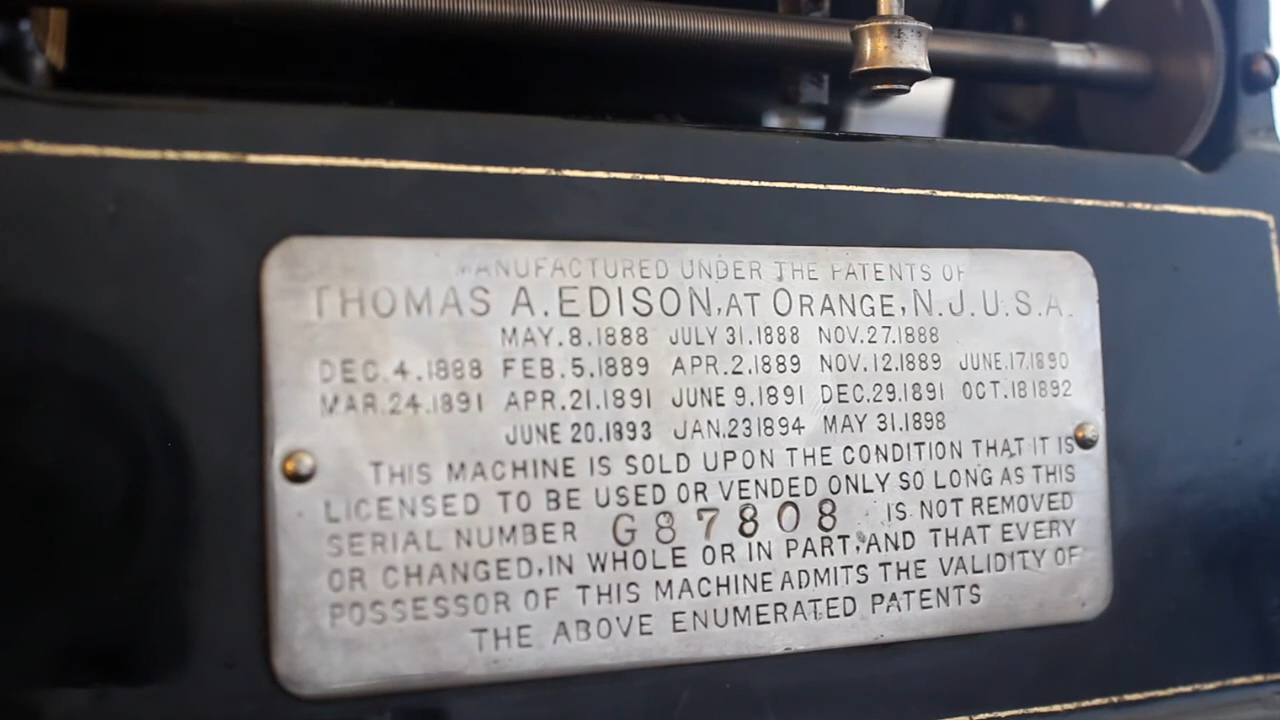 MANUFACTURED UNDER THE PATENTS OF
THOMAS A. EDISON, AT ORANGE, N.J. U.S.A.
MAY. 8. 1888 JULY 31. 1888 NOV. 27. 1888
DEC. 4. 1888 FEB. 5. 1889 APR. 2. 1889 NOV. 12. 1889 JUNE. 17. 1890
MAR. 24. 1891 APR. 21. 1891 JUNE 9. 1891 DEC. 29. 1891 OCT. 18 1892
JUNE 20. 1893 JAN. 23 1894 MAY 31. 1898
THIS MACHINE IS SOLD UPON THE CONDITION THAT IT IS
LICENSED TO BE USED OR VENDED ONLY SO LONG AS THIS
SERIAL NUMBER G87808 IS NOT REMOVED
OR CHANGED, IN WHOLE OR IN PART, AND THAT EVERY
POSSESSOR OF THIS MACHINE ADMITS THE VALIDITY OF
THE ABOVE ENUMERATED PATENTS